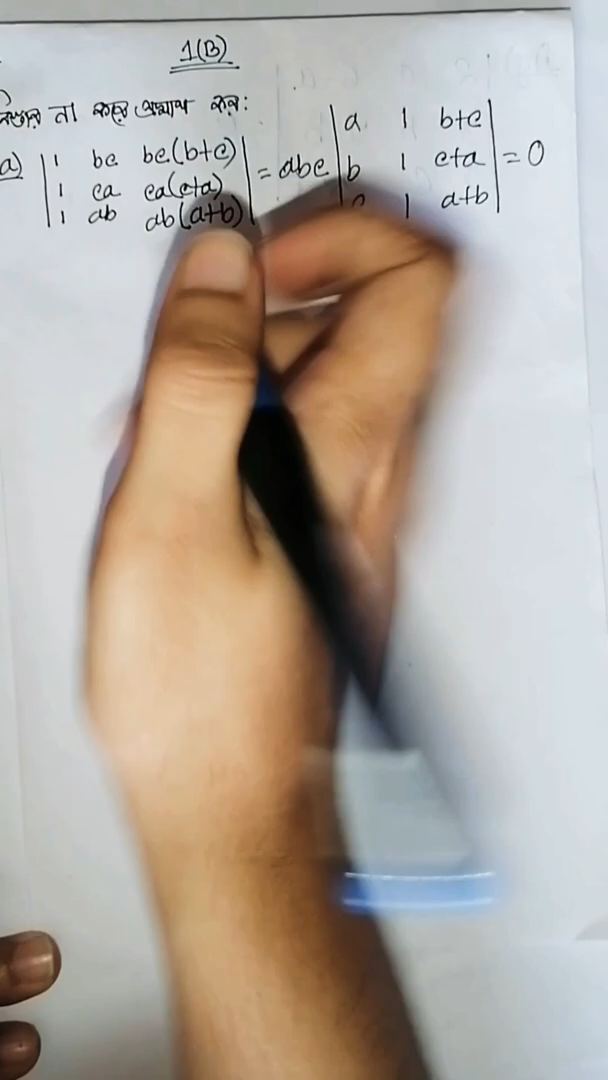 1(B)
বিস্তার না করে প্রমাণ কর:
a) | 1 bc bc(b+c) | = abc | a 1 b+c | = 0
| 1 ca ca(c+a) | | b 1 c+a |
| 1 ab ab(a+b) | | 1 a+b |